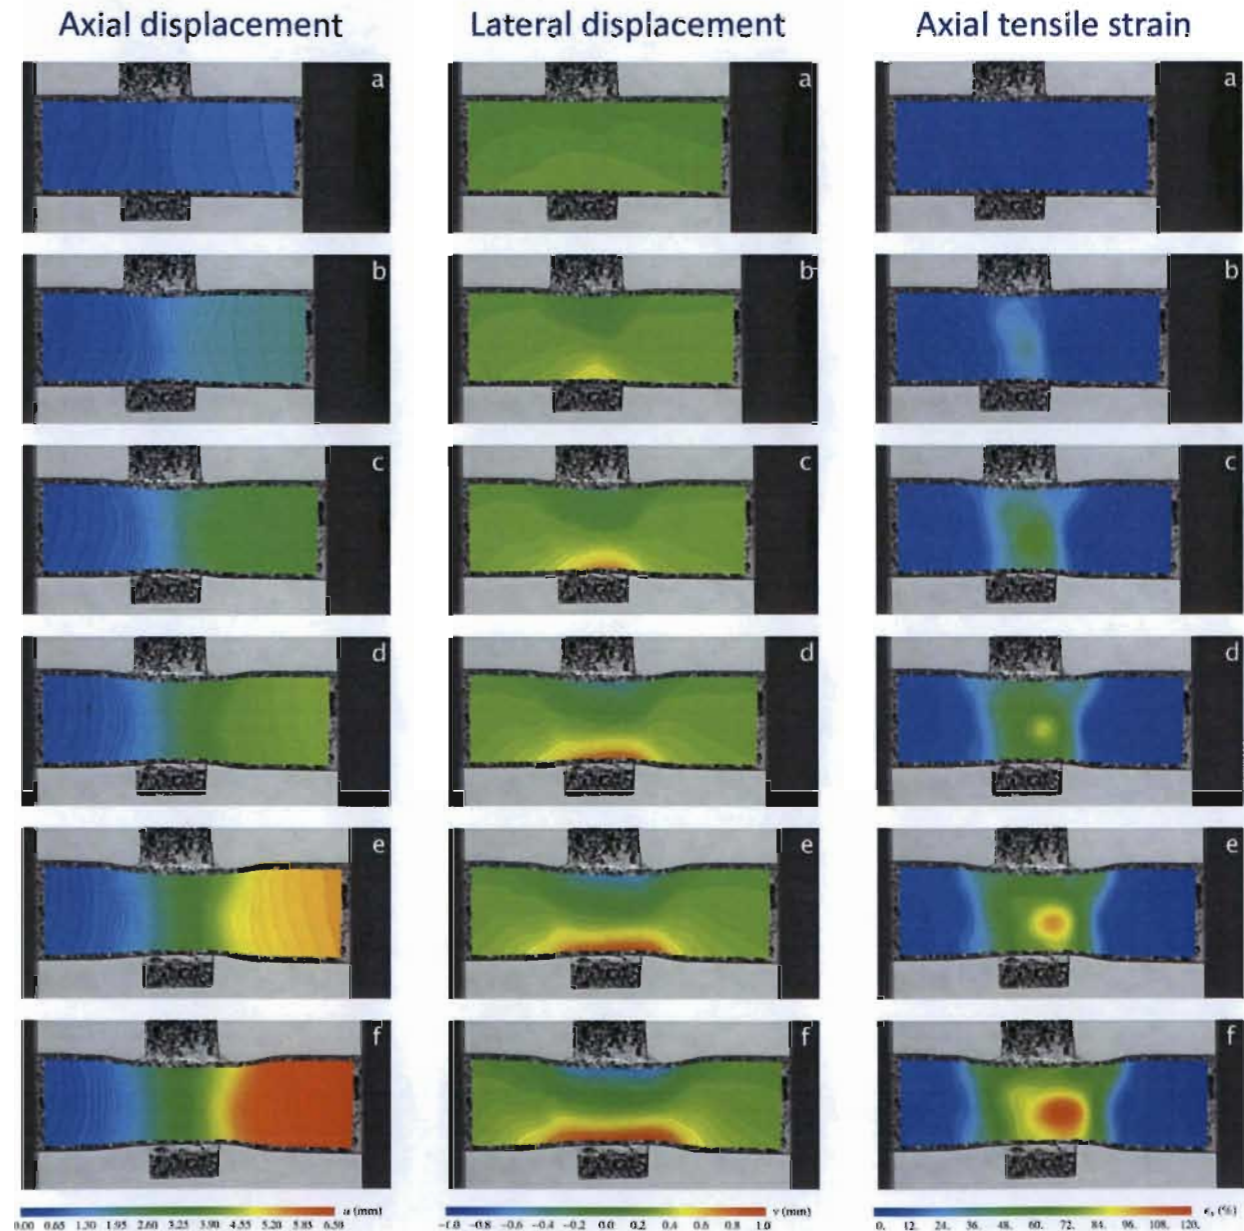 Axial displacement Lateral displacement Axial tensile strain
a a a
b b b
c c c
d d d
e e e
f f f
0.00 0.65 1.30 1.95 2.60 3.25 3.90 4.55 5.20 5.85 6.50 u (mm)
-1.0 -0.8 -0.6 -0.4 -0.2 0.0 0.2 0.4 0.6 0.8 1.0 v (mm)
0. 12. 24. 36. 48. 60. 72. 84. 96. 108. 120. (%)